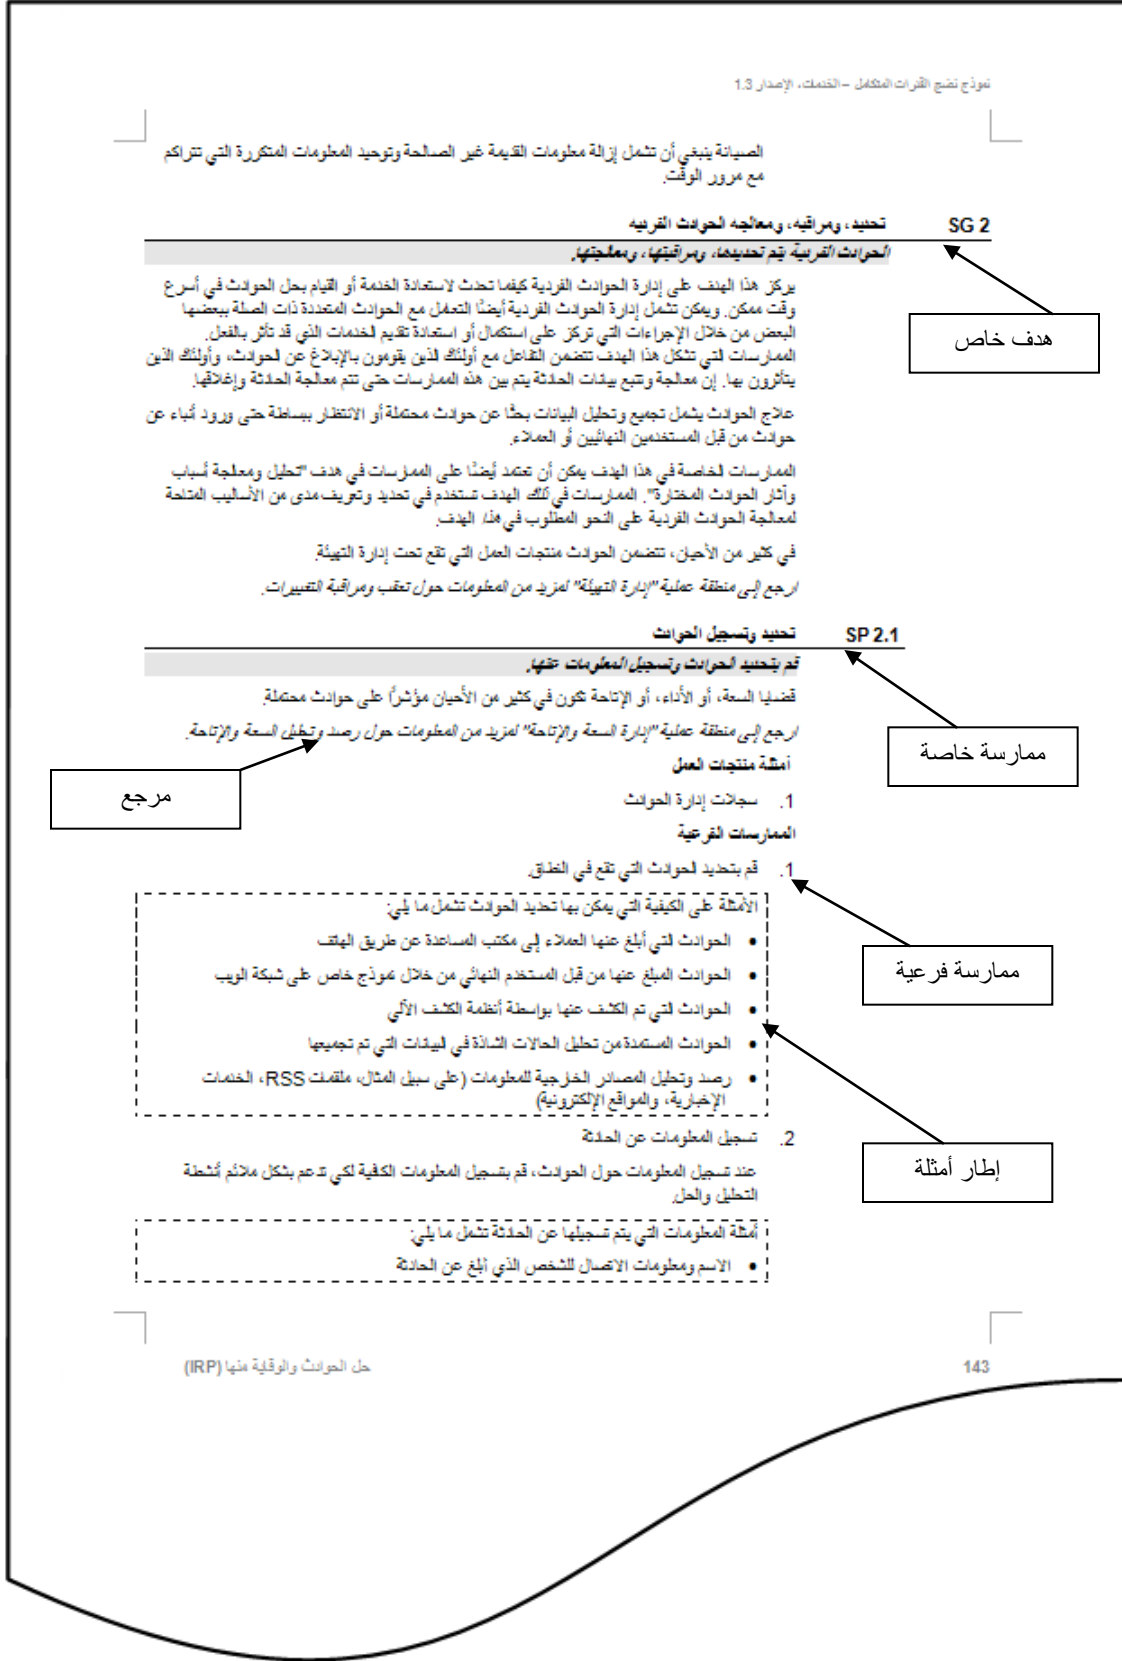 نموذج نضج القدرات المتكامل – الخدمات، الإصدار 1.3
الصيانة ينبغي أن تشمل إزالة معلومات القديمة غير الصالحة وتوحيد المعلومات المتكررة التي تتراكم
مع مرور الوقت.
SG 2 تحديد، ومراقبه، ومعالجه الحوادث الفرديه
الحوادث الفردية يتم تحديدها، ومراقبتها، ومعالجتها.
هدف خاص
يركز هذا الهدف على إدارة الحوادث الفردية كيفما تحدث لاستعادة الخدمة أو القيام بحل الحوادث في أسرع
وقت ممكن. ويمكن تشمل إدارة الحوادث الفردية أيضًا التعامل مع الحوادث المتعددة ذات الصلة ببعضها
البعض من خلال الإجراءات التي تركز على استكمال أو استعادة تقديم الخدمات الذي قد تأثر بالفعل.
الممارسات التي تشكل هذا الهدف تتضمن التفاعل مع أولئك الذين يقومون بالإبلاغ عن الحوادث، وأولئك الذين
يتأثرون بها. إن معالجة وتتبع بيانات الحادثة يتم بين هذه الممارسات حتى تتم معالجة الحادثة وإغلاقها.
علاج الحوادث يشمل تجميع وتحليل البيانات بحثًا عن حوادث محتملة أو الانتظار ببساطة حتى ورود أنباء عن
حوادث من قبل المستخدمين النهائيين أو العملاء.
الممارسات الخاصة في هذا الهدف يمكن أن تعتمد أيضًا على الممارسات في هدف "تحليل ومعالجة أسباب
وآثار الحوادث المختارة". الممارسات في ذلك الهدف تستخدم في تحديد وتعريف مدى من الأساليب المتاحة
لمعالجة الحوادث الفردية على النحو المطلوب في هذا الهدف.
في كثير من الأحيان، تتضمن الحوادث منتجات العمل التي تقع تحت إدارة التهيئة.
ارجع إلى منطقة عملية "إدارة التهيئة" لمزيد من المعلومات حول تعقب ومراقبة التغييرات.
SP 2.1 تحديد وتسجيل الحوادث
قم بتحديد الحوادث وتسجيل المعلومات عنها.
قضايا السعة، أو الأداء، أو الإتاحة تكون في كثير من الأحيان مؤشرًا على حوادث محتملة.
ارجع إلى منطقة عملية "إدارة السعة والإتاحة" لمزيد من المعلومات حول رصد وتحليل السعة والإتاحة.
ممارسة خاصة
مرجع
أمثلة منتجات العمل
1. سجلات إدارة الحوادث
الممارسات الفرعية
1. قم بتحديد الحوادث التي تقع في النطاق.
الأمثلة على الكيفية التي يمكن بها تحديد الحوادث تشمل ما يلي:
• الحوادث التي أبلغ عنها العملاء إلى مكتب المساعدة عن طريق الهاتف
• الحوادث المبلغ عنها من قبل المستخدم النهائي من خلال نموذج خاص على شبكة الويب
• الحوادث التي تم الكشف عنها بواسطة أنظمة الكشف الآلي
• الحوادث المستمدة من تحليل الحالات الشاذة في البيانات التي تم تجميعها
• رصد وتحليل المصادر الخارجية للمعلومات (على سبيل المثال، ملقمات RSS، الخدمات
الإخبارية، والمواقع الإلكترونية)
ممارسة فرعية
2. تسجيل المعلومات عن الحادثة
إطار أمثلة
عند تسجيل المعلومات حول الحوادث، قم بتسجيل المعلومات الكافية لكي تدعم بشكل ملائم أنشطة
التحليل والحل.
أمثلة المعلومات التي يتم تسجيلها عن الحادثة تشمل ما يلي:
• الاسم ومعلومات الاتصال للشخص الذي أبلغ عن الحادثة
حل الحوادث والوقاية منها (IRP)
143